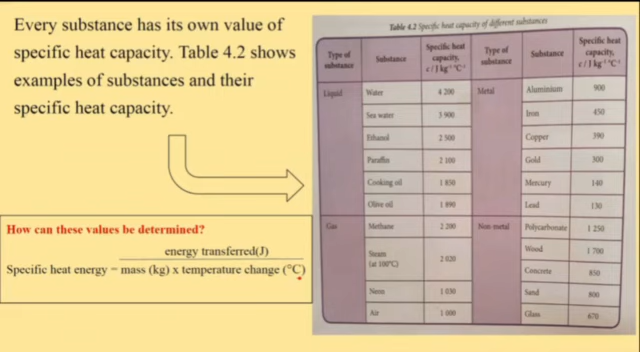 Every substance has its own value of
specific heat capacity. Table 4.2 shows
examples of substances and their
specific heat capacity.
How can these values be determined?
energy transferred(J)
Specific heat energy = mass (kg) x temperature change (°C)
Table 4.2 Specific heat capacity of different substances
Type of substance Substance Specific heat capacity, c / J kg⁻¹ °C⁻¹ Type of substance Substance Specific heat capacity, c / J kg⁻¹ °C⁻¹
Liquid Water 4 200 Metal Aluminium 900
Sea water 3 900 Iron 450
Ethanol 2 500 Copper 390
Paraffin 2 100 Gold 300
Cooking oil Mercury 140
Olive oil 1 890 Lead 130
Gas Methane 2 200 Non metal Polycarbonate 1 250
Steam (at 100°C) 2 020 Wood 1 700
Concrete 850
Neon 1 030 Sand 800
Air 1 000 Glass 670